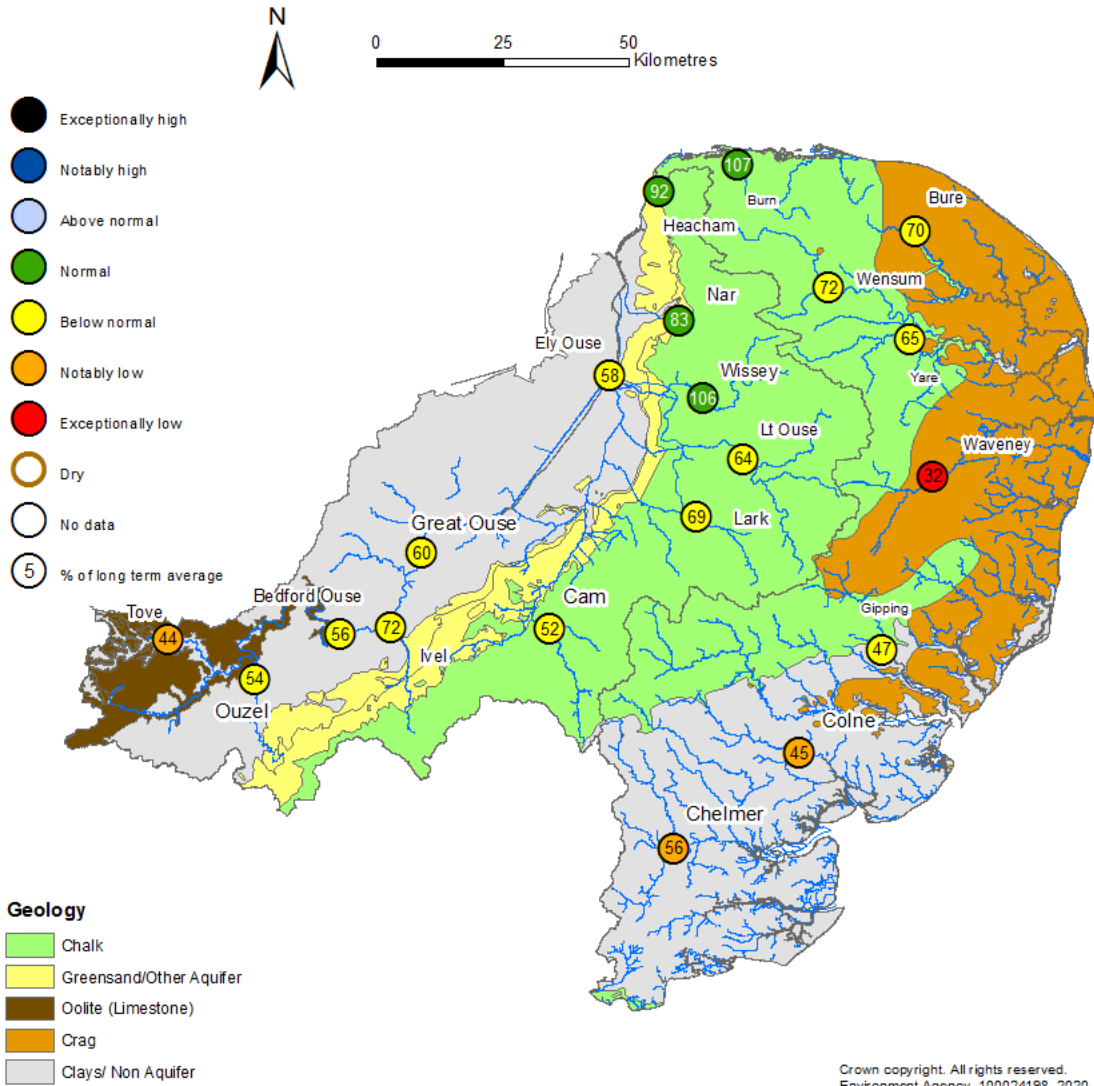 N
0 25 50
Kilometres
Exceptionally high
Notably high
Above normal
Normal
Below normal
Notably low
Exceptionally low
Dry
No data
5 % of long term average
107
92
Burn
Bure
Heacham
70
Nar
72
Wensum
83
65
Ely Ouse
58
Wissey
Yare
106
Lt Ouse
Waveney
64
32
69
Lark
Great Ouse
60
Bedford Ouse
Cam
Gipping
Tove
44
56
72
52
47
Ivel
54
Ouzel
Colne
45
Chelmer
56
Geology
Chalk
Greensand/Other Aquifer
Oolite (Limestone)
Crag
Clays/ Non Aquifer
Crown copyright. All rights reserved.
Environment Agency, 100024198, 2020